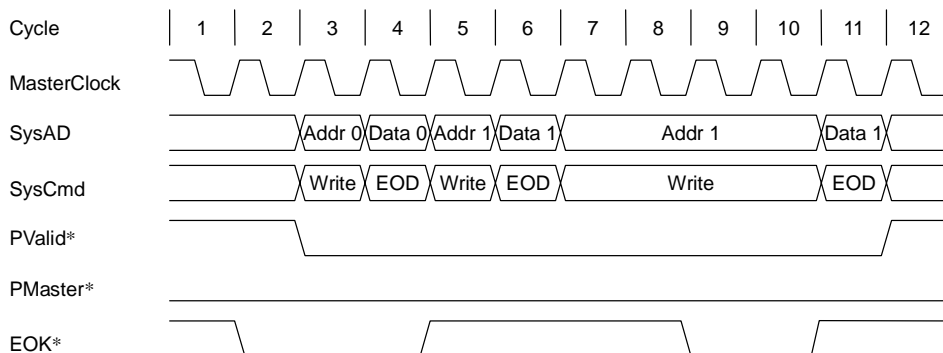 Cycle 1 2 3 4 5 6 7 8 9 10 11 12
MasterClock
SysAD Addr 0 Data 0 Addr 1 Data 1 Addr 1 Data 1
SysCmd Write EOD Write EOD Write EOD
PValid*
PMaster*
EOK*